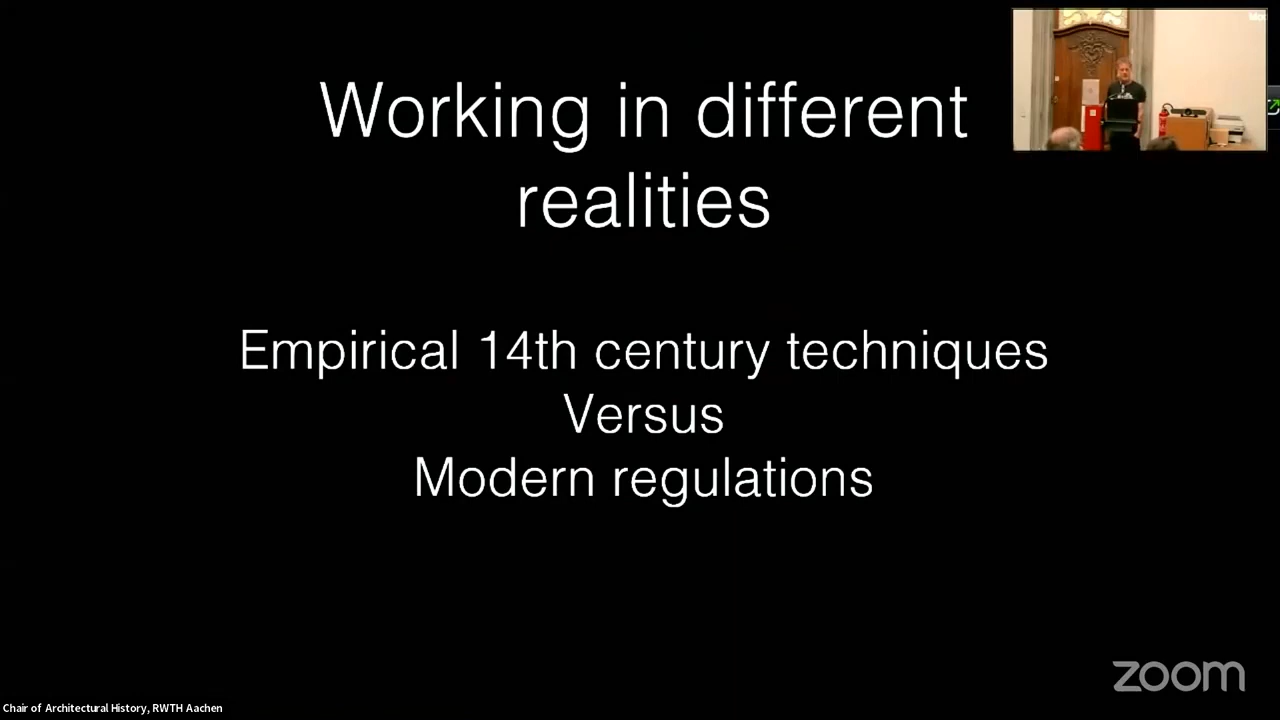 Working in different
realities
Empirical 14th century techniques
Versus
Modern regulations
zoom
Chair of Architectural History, RWTH Aachen